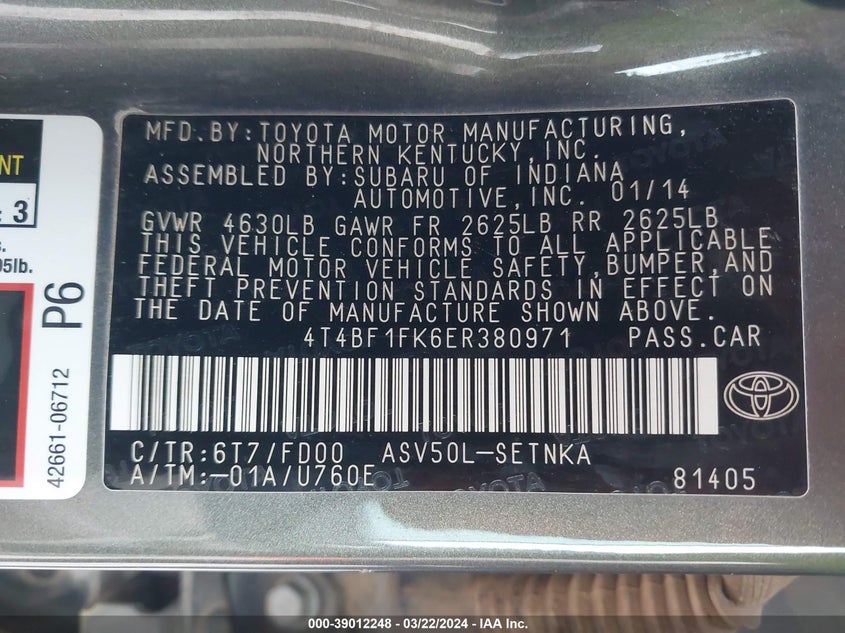 MFD.BY:TOYOTA MOTOR MANUFACTURING,
NORTHERN KENTUCKY,INC.
ASSEMBLED BY:SUBARU OF INDIANA
AUTOMOTIVE,INC. 01/14
GVWR 4630LB GAWR FR 2625LB RR 2625LB
THIS VEHICLE CONFORMS TO ALL APPLICABLE
FEDERAL MOTOR VEHICLE SAFETY,BUMPER,AND
THEFT PREVENTION STANDARDS IN EFFECT ON
THE DATE OF MANUFACTURE SHOWN ABOVE.
4T4BF1FK6ER380971 PASS.CAR
C/TR:6T7/FD00 ASV50L-SETNKA
A/TM:-01A/U760E 81405
NT
3
5lb.
P6
42661-06712
000-39012248 - 03/22/2024 - IAA Inc.